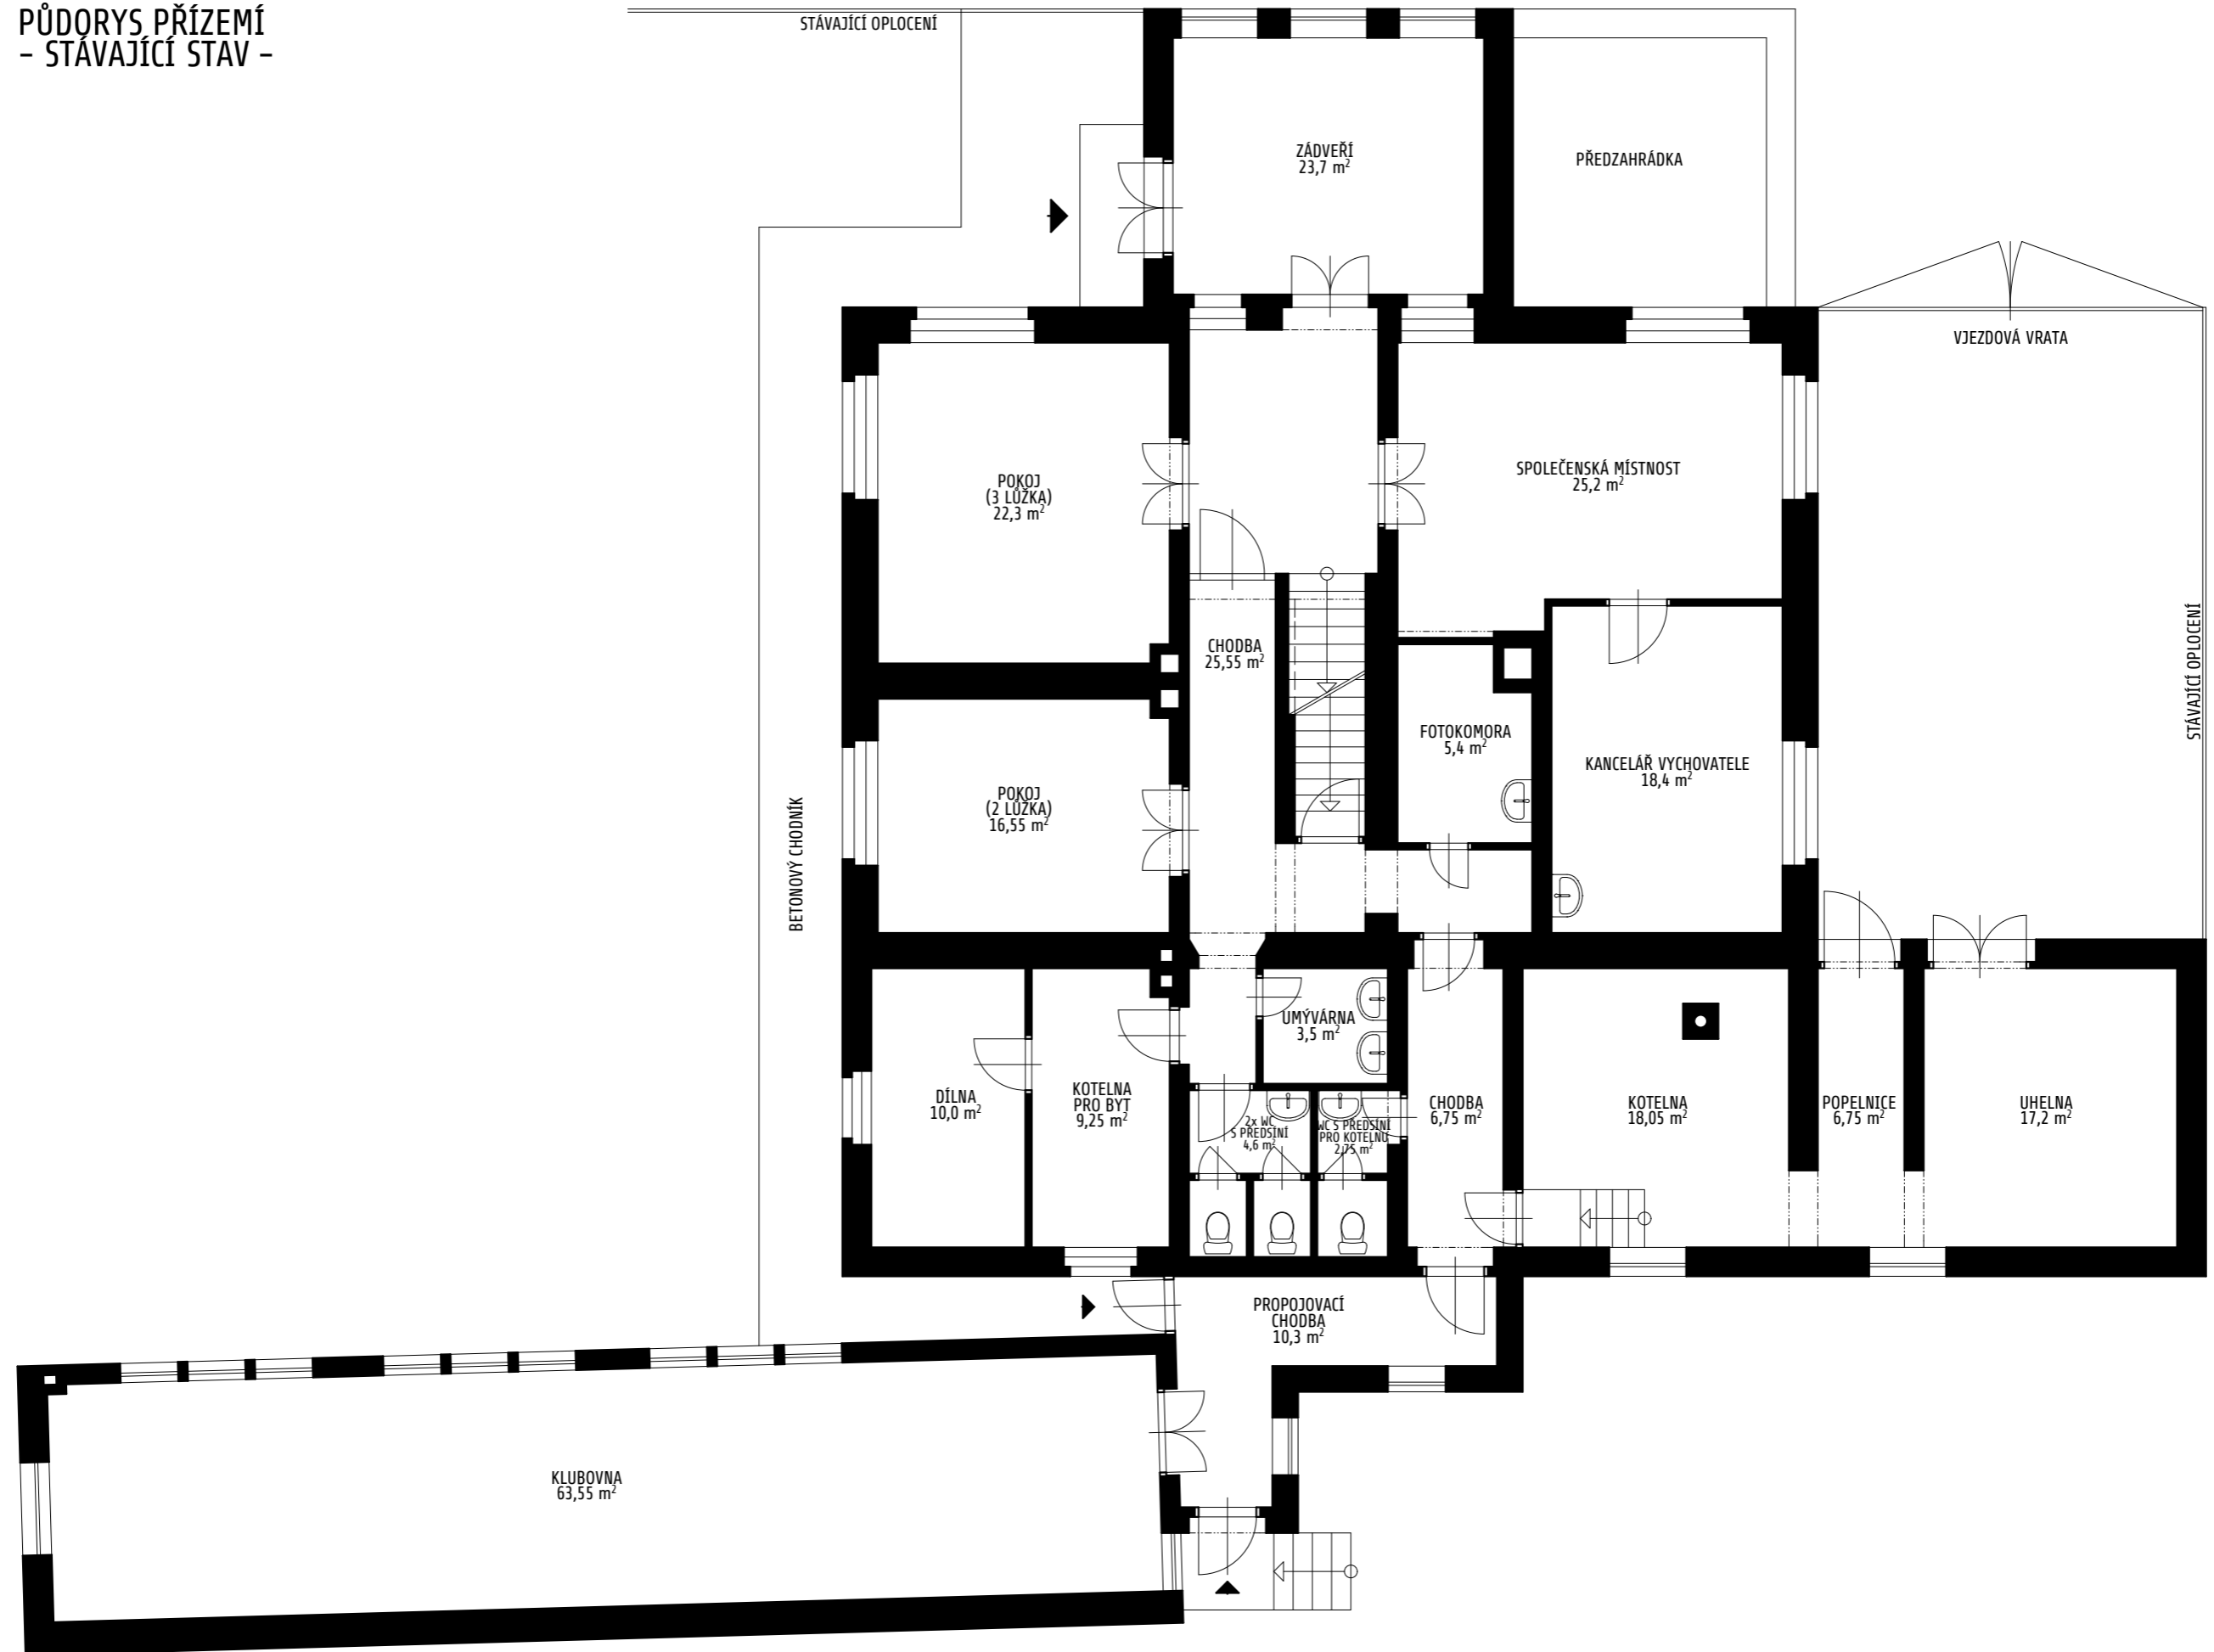 PŮDORYS PŘÍZEMÍ
- STÁVAJÍCÍ STAV -
STÁVAJÍCÍ OPLOCENÍ
ZÁDVEŘÍ
23,7 m²
PŘEDZAHRÁDKA
VJEZDOVÁ VRATA
POKOJ
(3 LŮŽKA)
22,3 m²
SPOLEČENSKÁ MÍSTNOST
25,2 m²
STÁVAJÍCÍ OPLOCENÍ
CHODBA
25,55 m²
FOTOKOMORA
5,4 m²
KANCELÁŘ VYCHOVATELE
18,4 m²
POKOJ
(2 LŮŽKA)
16,55 m²
BETONOVÝ CHODNÍK
UMÝVÁRNA
3,5 m²
DÍLNA
10,0 m²
KOTELNA
PRO BYT
9,25 m²
2x WC
S PŘEDSÍNÍ
4,6 m²
WC S PŘEDSÍNÍ
PRO KOTELNU
2,75 m²
CHODBA
6,75 m²
KOTELNA
18,05 m²
POPELNICE
6,75 m²
UHELNA
17,2 m²
PROPOJOVACÍ
CHODBA
10,3 m²
KLUBOVNA
63,55 m²